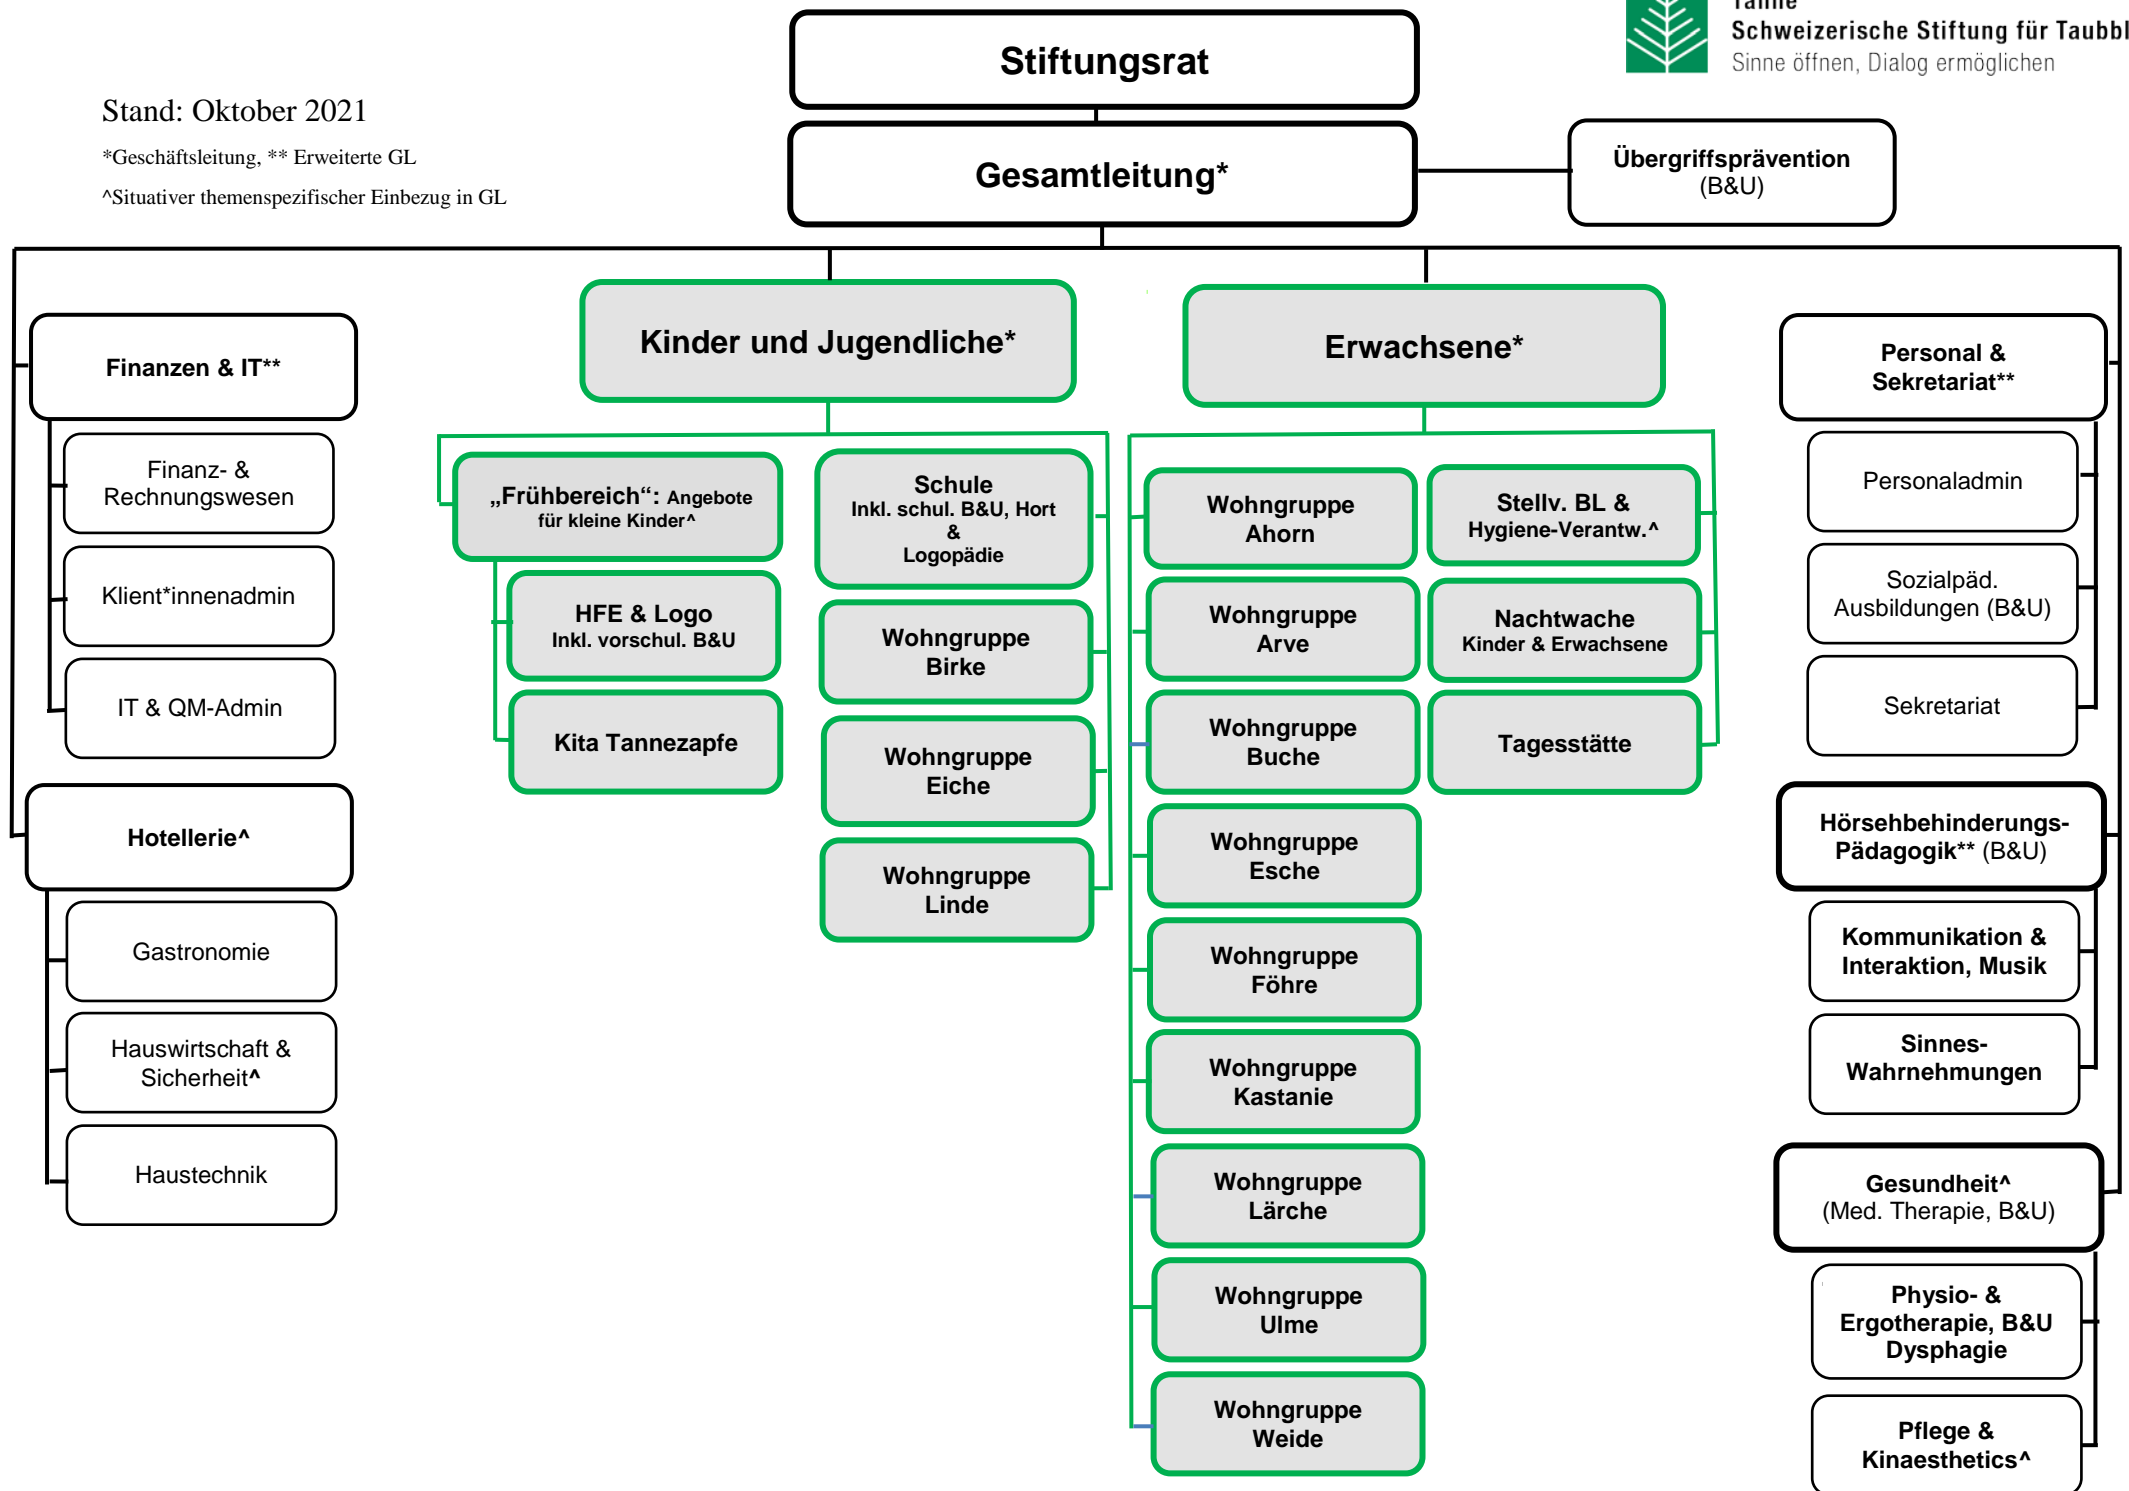 Tanne
Schweizerische Stiftung für Taubbl
Sinne öffnen, Dialog ermöglichen
Stiftungsrat
Stand: Oktober 2021
*Geschäftsleitung, ** Erweiterte GL
^Situativer themenspezifischer Einbezug in GL
Gesamtleitung*
Übergriffsprävention
(B&U)
Finanzen & IT**
Finanz- &
Rechnungswesen
Klient*innenadmin
IT & QM-Admin
Hotellerie^
Gastronomie
Hauswirtschaft &
Sicherheit^
Haustechnik
Kinder und Jugendliche*
„Frühbereich“: Angebote
für kleine Kinder^
HFE & Logo
Inkl. vorschul. B&U
Kita Tannezapfe
Schule
Inkl. schul. B&U, Hort
&
Logopädie
Wohngruppe
Birke
Wohngruppe
Eiche
Wohngruppe
Linde
Erwachsene*
Wohngruppe
Ahorn
Wohngruppe
Arve
Wohngruppe
Buche
Wohngruppe
Esche
Wohngruppe
Föhre
Wohngruppe
Kastanie
Wohngruppe
Lärche
Wohngruppe
Ulme
Wohngruppe
Weide
Stellv. BL &
Hygiene-Verantw.^
Nachtwache
Kinder & Erwachsene
Tagesstätte
Personal &
Sekretariat**
Personaladmin
Sozialpäd.
Ausbildungen (B&U)
Sekretariat
Hörsehbehinderungs-
Pädagogik** (B&U)
Kommunikation &
Interaktion, Musik
Sinnes-
Wahrnehmungen
Gesundheit^
(Med. Therapie, B&U)
Physio- &
Ergotherapie, B&U
Dysphagie
Pflege &
Kinaesthetics^